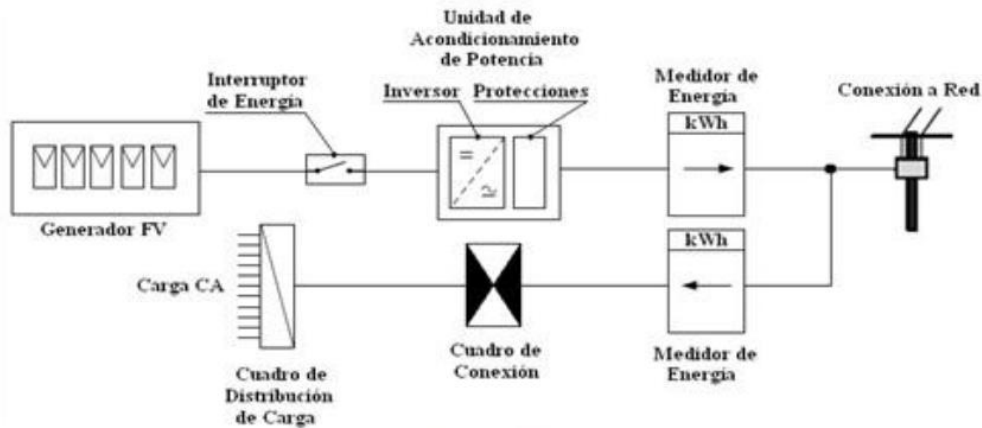 Unidad de
Acondicionamiento
de Potencia
Interruptor
de Energía
Inversor
Protecciones
Medidor de
Energía
Conexión a Red
kWh
Generador FV
kWh
Carga CA
Cuadro de
Distribución
de Carga
Cuadro de
Conexión
Medidor de
Energía